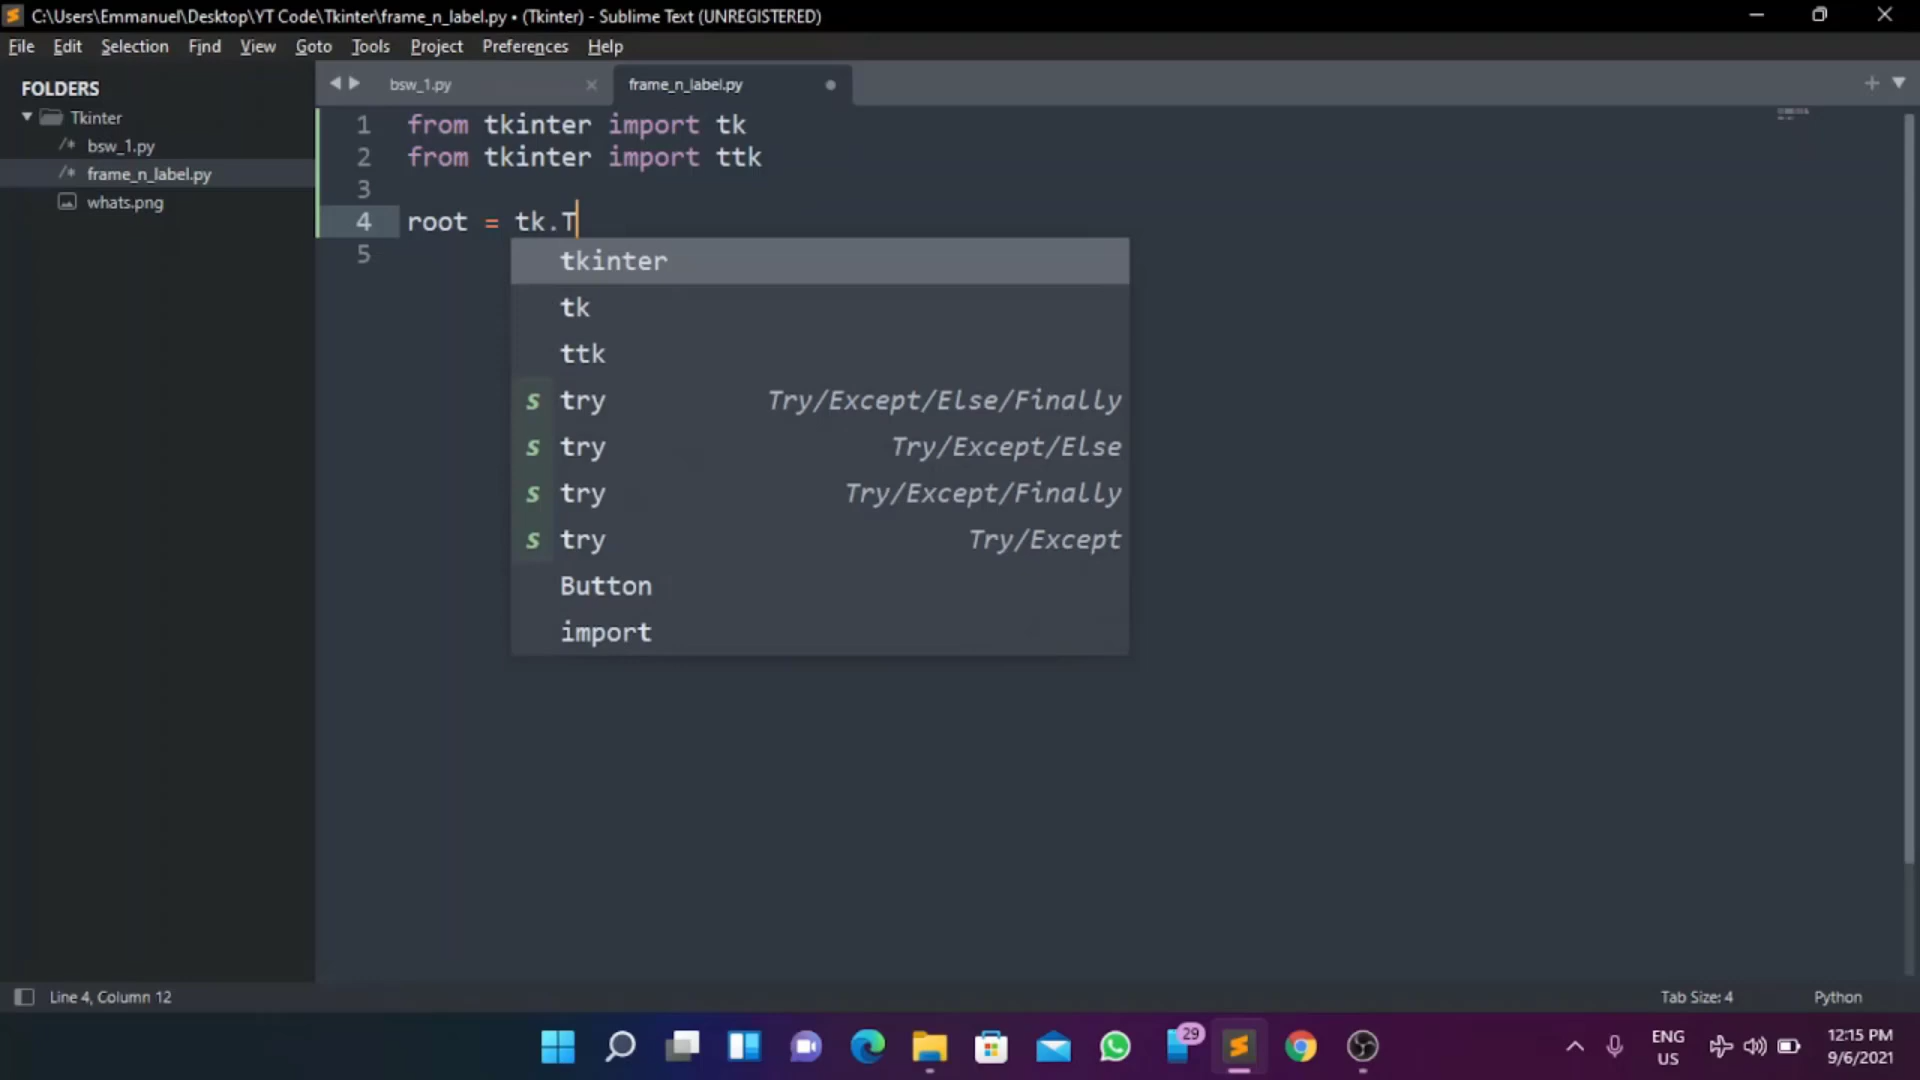 C:\Users\Emmanuel\Desktop\YT Code\Tkinter\frame_n_label.py • (Tkinter) - Sublime Text (UNREGISTERED)
File Edit Selection Find View Goto Tools Project Preferences Help
FOLDERS
Tkinter
/* bsw_1.py
/* frame_n_label.py
whats.png
bsw_1.py
frame_n_label.py
1 from tkinter import tk
2 from tkinter import ttk
3
4 root = tk.T
5
tkinter
tk
ttk
s try Try/Except/Else/Finally
s try Try/Except/Else
s try Try/Except/Finally
s try Try/Except
Button
import
Line 4, Column 12
Tab Size: 4
Python
29
ENG
US
12:15 PM
9/6/2021